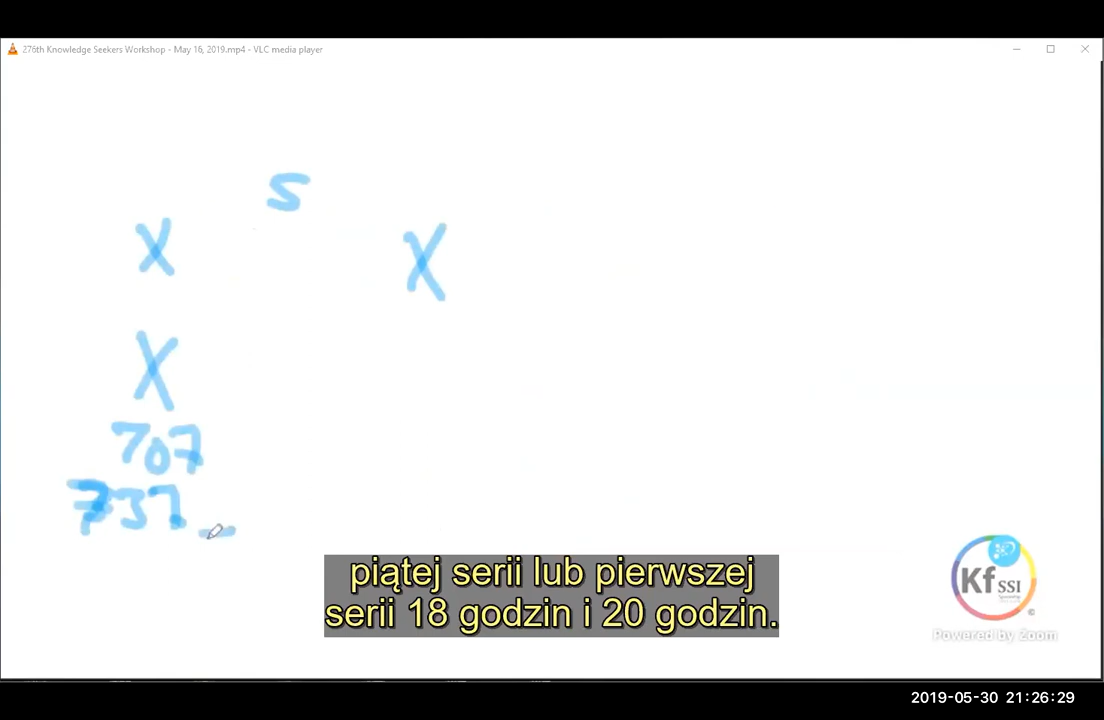 276th Knowledge Seekers Workshop - May 16, 2019.mp4 - VLC media player
S
X X
X
707
737
piątej serii lub pierwszej
serii 18 godzin i 20 godzin.
Kf SSI
Powered by Zoom
2019-05-30 21:26:29